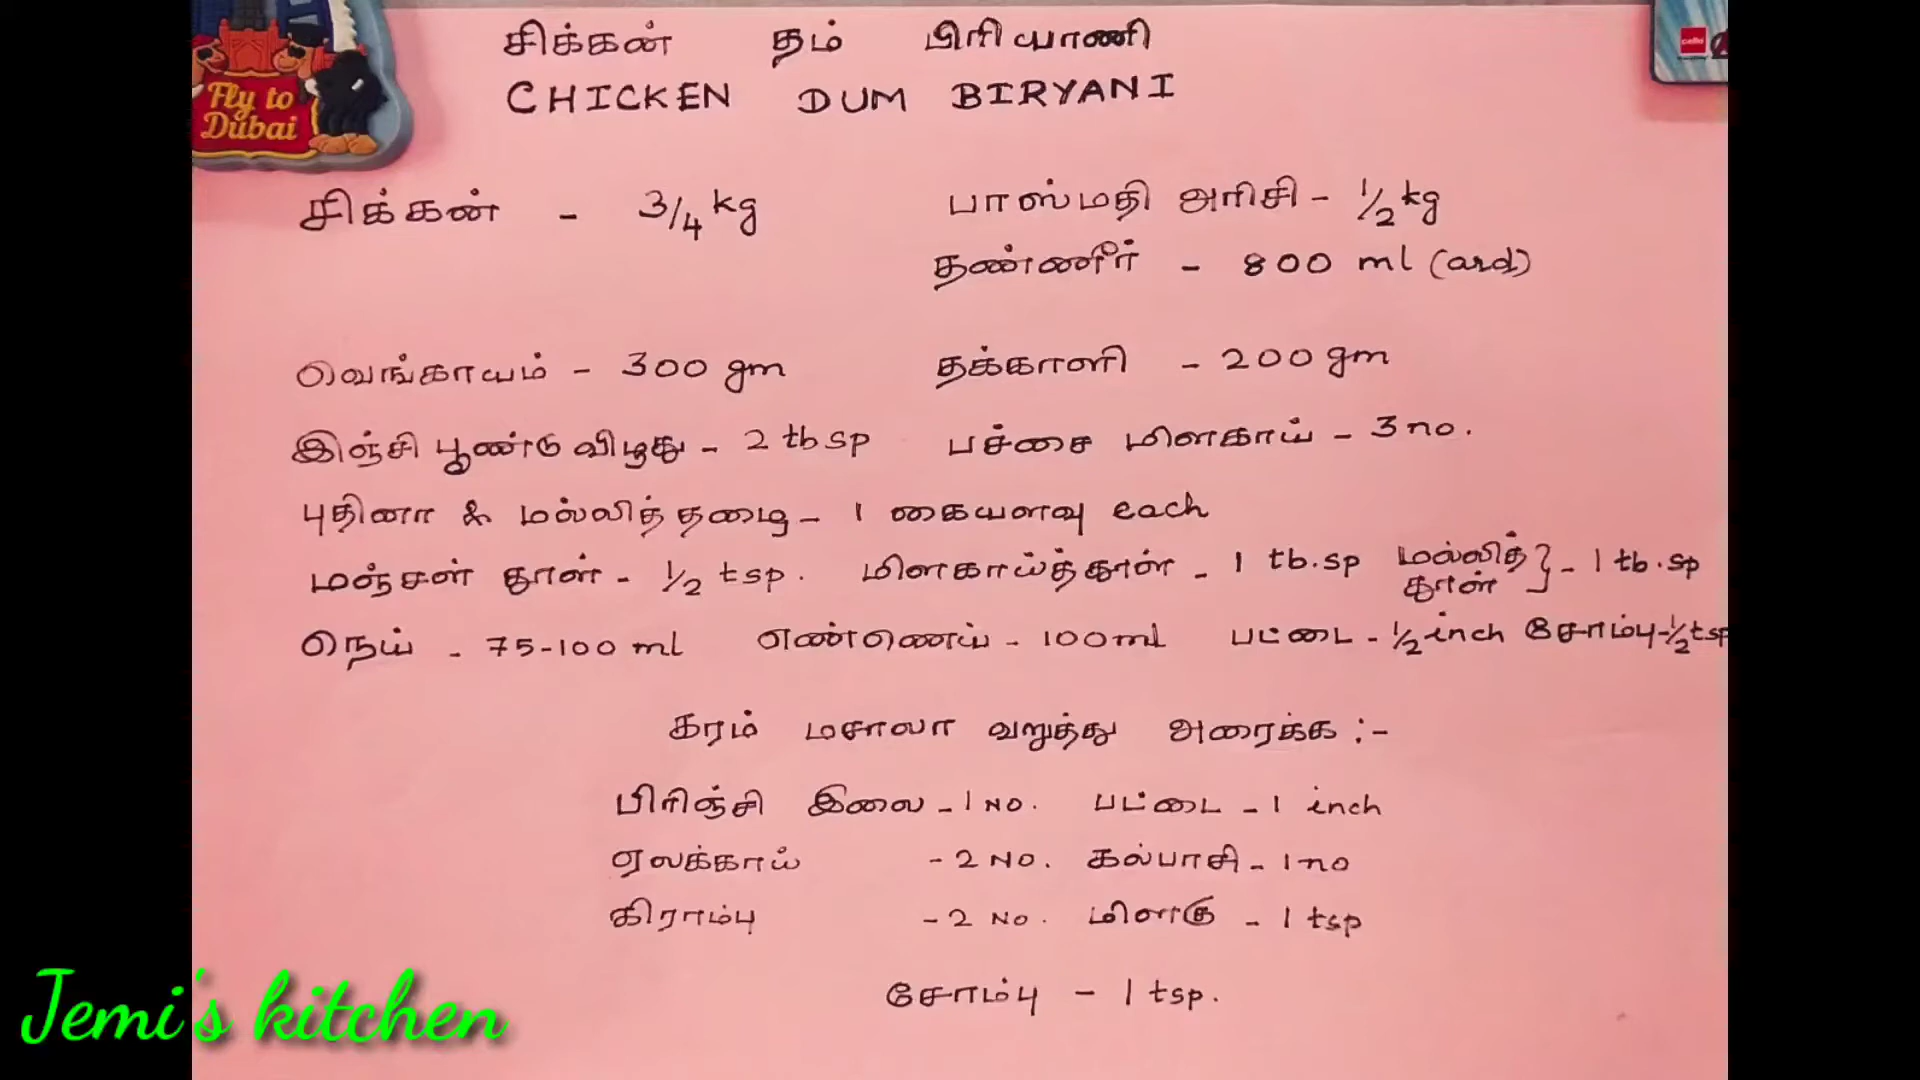 சிக்கன் தம் பிரியாணி
CHICKEN DUM BIRYANI
Fly to
Dubai
cello
சிக்கன் - 3/4 kg பாஸ்மதி அரிசி - 1/2 kg
தண்ணீர் - 800 ml (ard)
வெங்காயம் - 300 gm தக்காளி - 200 gm
இஞ்சி பூண்டு விழுது - 2 tbsp பச்சை மிளகாய் - 3 no.
புதினா & மல்லித்தழை - 1 கையளவு each
மஞ்சள் தூள் - 1/2 tsp. மிளகாய்த்தூள் - 1 tb.sp மல்லித் தூள் } - 1 tb.sp
நெய் - 75-100 ml எண்ணெய் - 100ml பட்டை - 1/2 inch சோம்பு - 1/2 tsp
கரம் மசாலா வறுத்து அரைக்க :-
பிரிஞ்சி இலை - 1 NO. பட்டை - 1 inch
ஏலக்காய் - 2 NO. கல்பாசி - 1 no
கிராம்பு - 2 NO. மிளகு - 1 tsp
சோம்பு - 1 tsp.
Jemi's kitchen